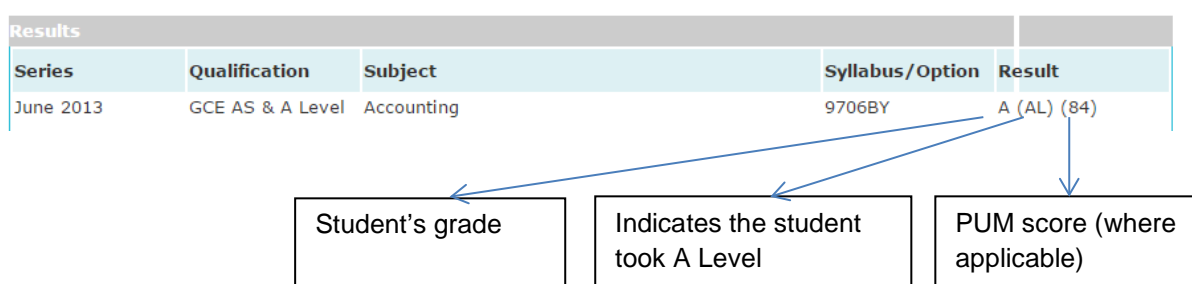 Results
Series Qualification Subject Syllabus/Option Result
June 2013 GCE AS & A Level Accounting 9706BY A (AL) (84)
Student's grade
Indicates the student
took A Level
PUM score (where
applicable)